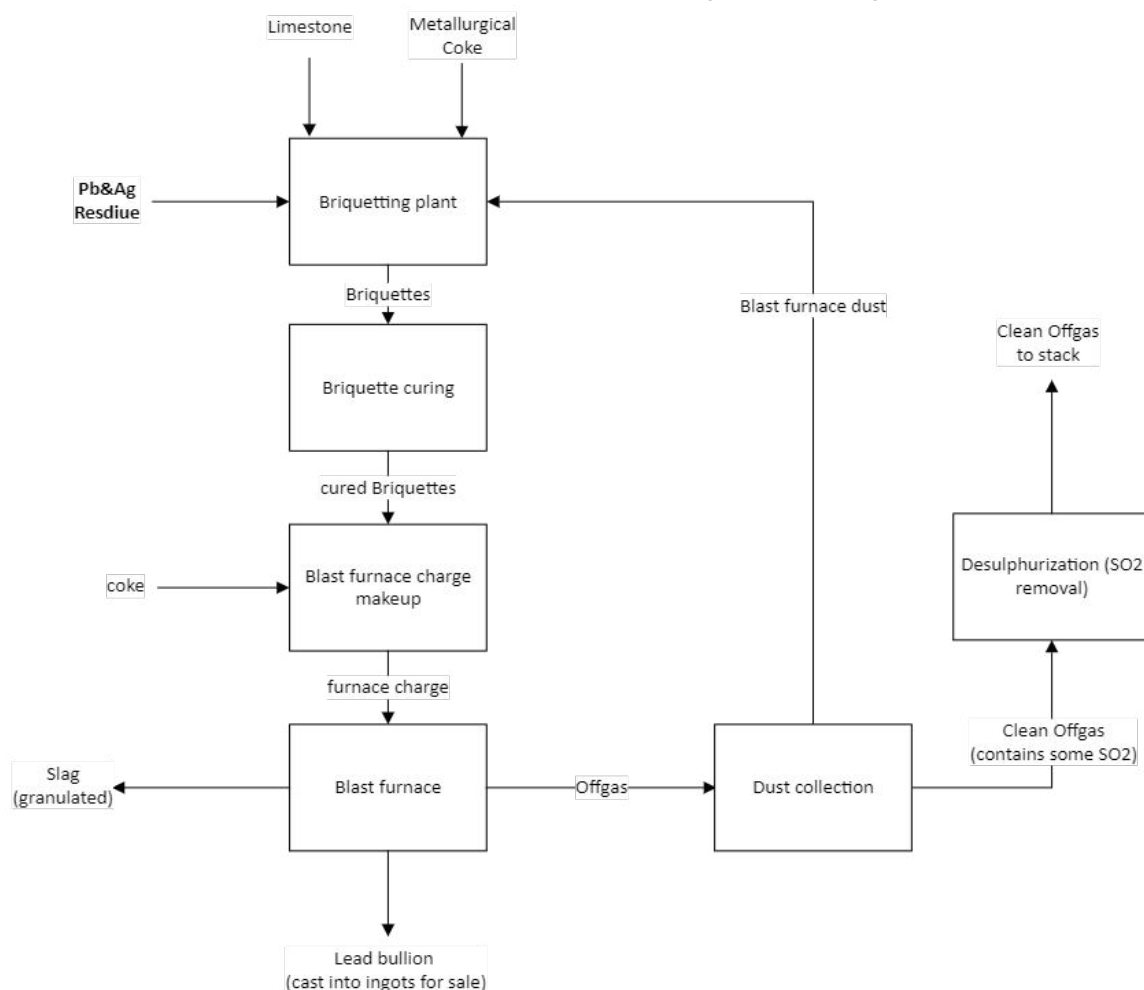 Limestone
Metallurgical
Coke
Pb&Ag
Resdiue
Briquetting plant
Briquettes
Blast furnace dust
Clean Offgas
to stack
Briquette curing
cured Briquettes
Desulphurization (SO2
removal)
coke
Blast furnace charge
makeup
furnace charge
Clean Offgas
(contains some SO2)
Slag
(granulated)
Blast furnace
Offgas
Dust collection
Lead bullion
(cast into ingots for sale)